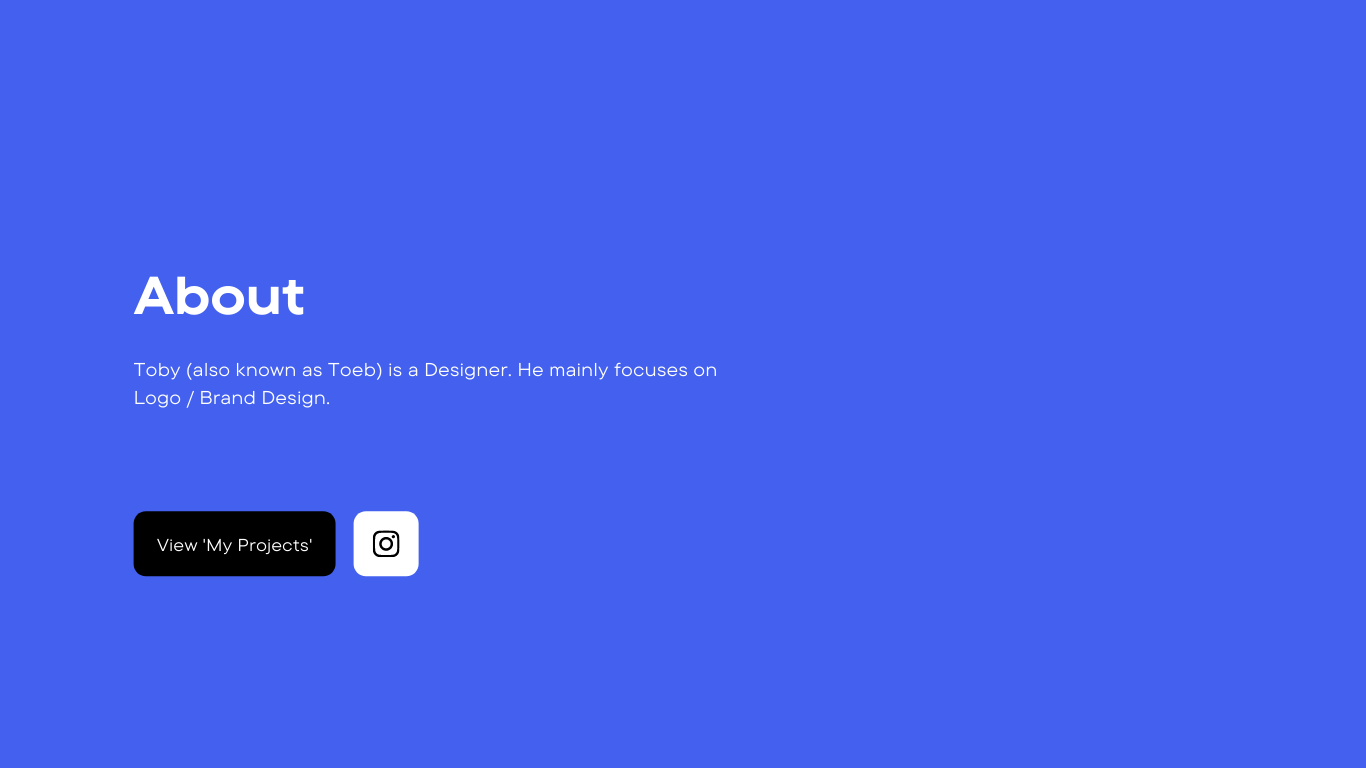 About
Toby (also known as Toeb) is a Designer. He mainly focuses on
Logo / Brand Design.
View 'My Projects'